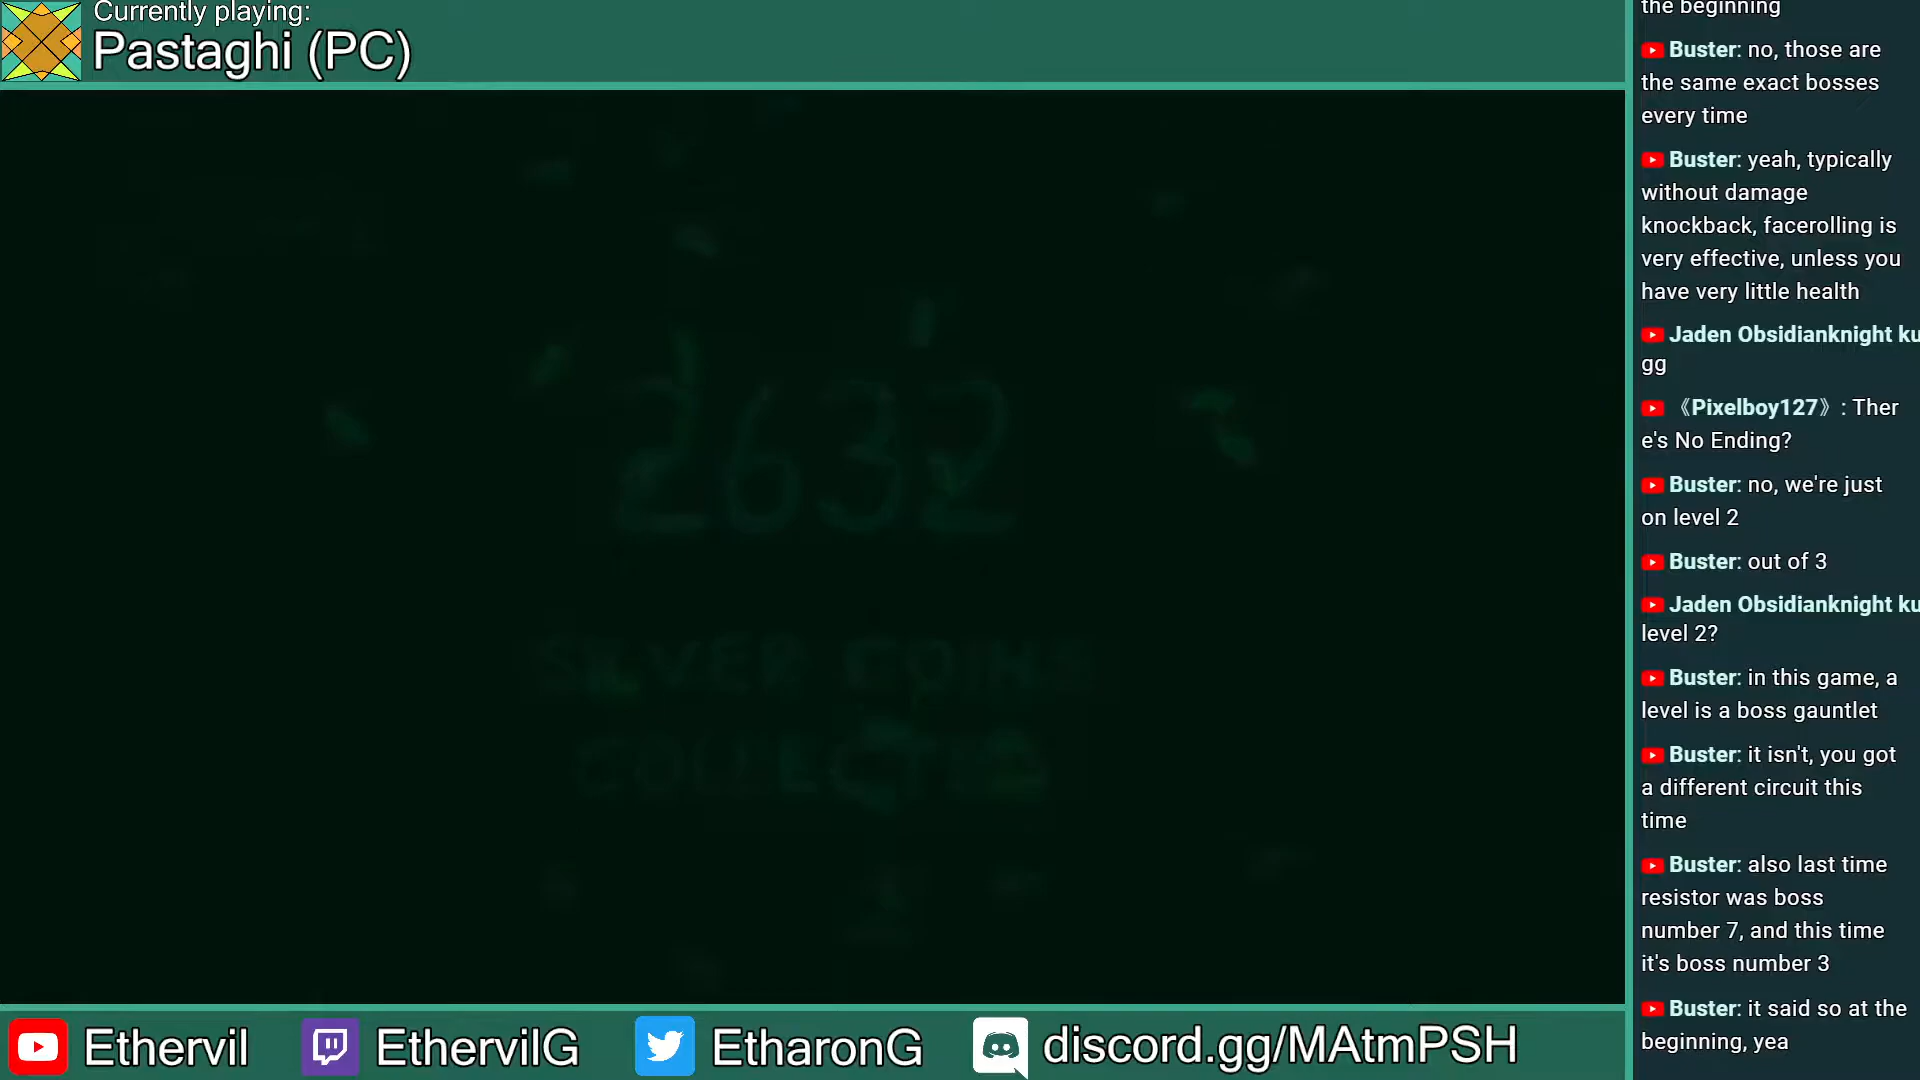 Currently playing:
Pastaghi (PC)
2632
SILVER COINS
COLLECTED
Ethervil
EthervilG
EtharonG
discord.gg/MAtmPSH
the beginning
Buster: no, those are
the same exact bosses
every time
Buster: yeah, typically
without damage
knockback, facerolling is
very effective, unless you
have very little health
Jaden Obsidianknight ku
gg
《Pixelboy127》: Ther
e's No Ending?
Buster: no, we're just
on level 2
Buster: out of 3
Jaden Obsidianknight ku
level 2?
Buster: in this game, a
level is a boss gauntlet
Buster: it isn't, you got
a different circuit this
time
Buster: also last time
resistor was boss
number 7, and this time
it's boss number 3
Buster: it said so at the
beginning, yea